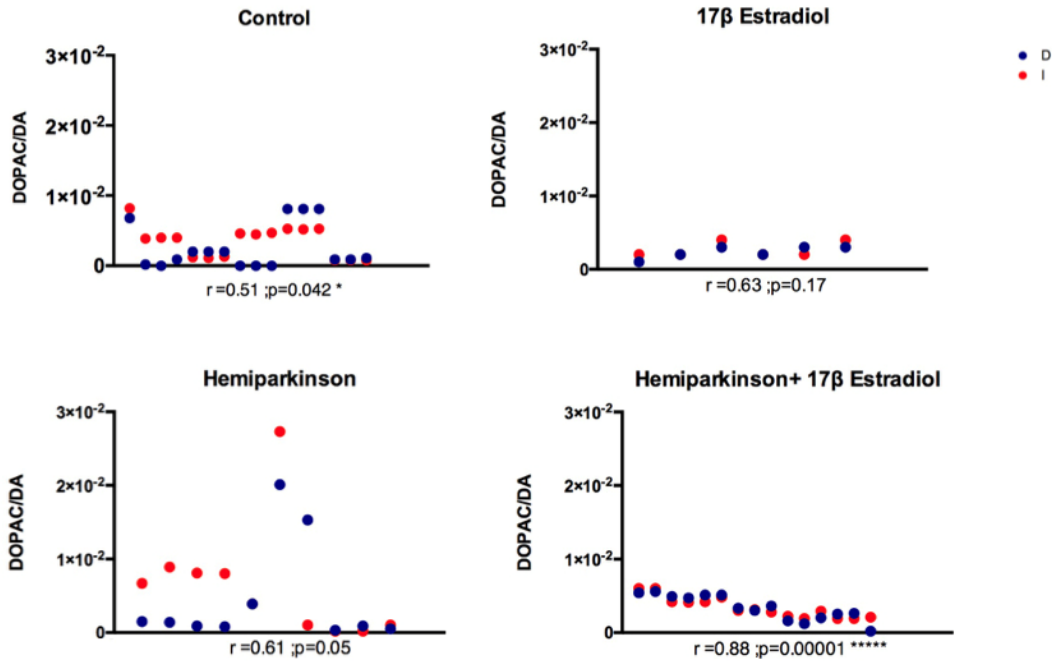 Control
3×10⁻²
2×10⁻²
1×10⁻²
0
DOPAC/DA
r =0.51 ;p=0.042 *
17β Estradiol
3×10⁻²
2×10⁻²
1×10⁻²
0
DOPAC/DA
r =0.63 ;p=0.17
D
I
Hemiparkinson
3×10⁻²
2×10⁻²
1×10⁻²
0
DOPAC/DA
r =0.61 ;p=0.05
Hemiparkinson+ 17β Estradiol
3×10⁻²
2×10⁻²
1×10⁻²
0
DOPAC/DA
r =0.88 ;p=0.00001 *****